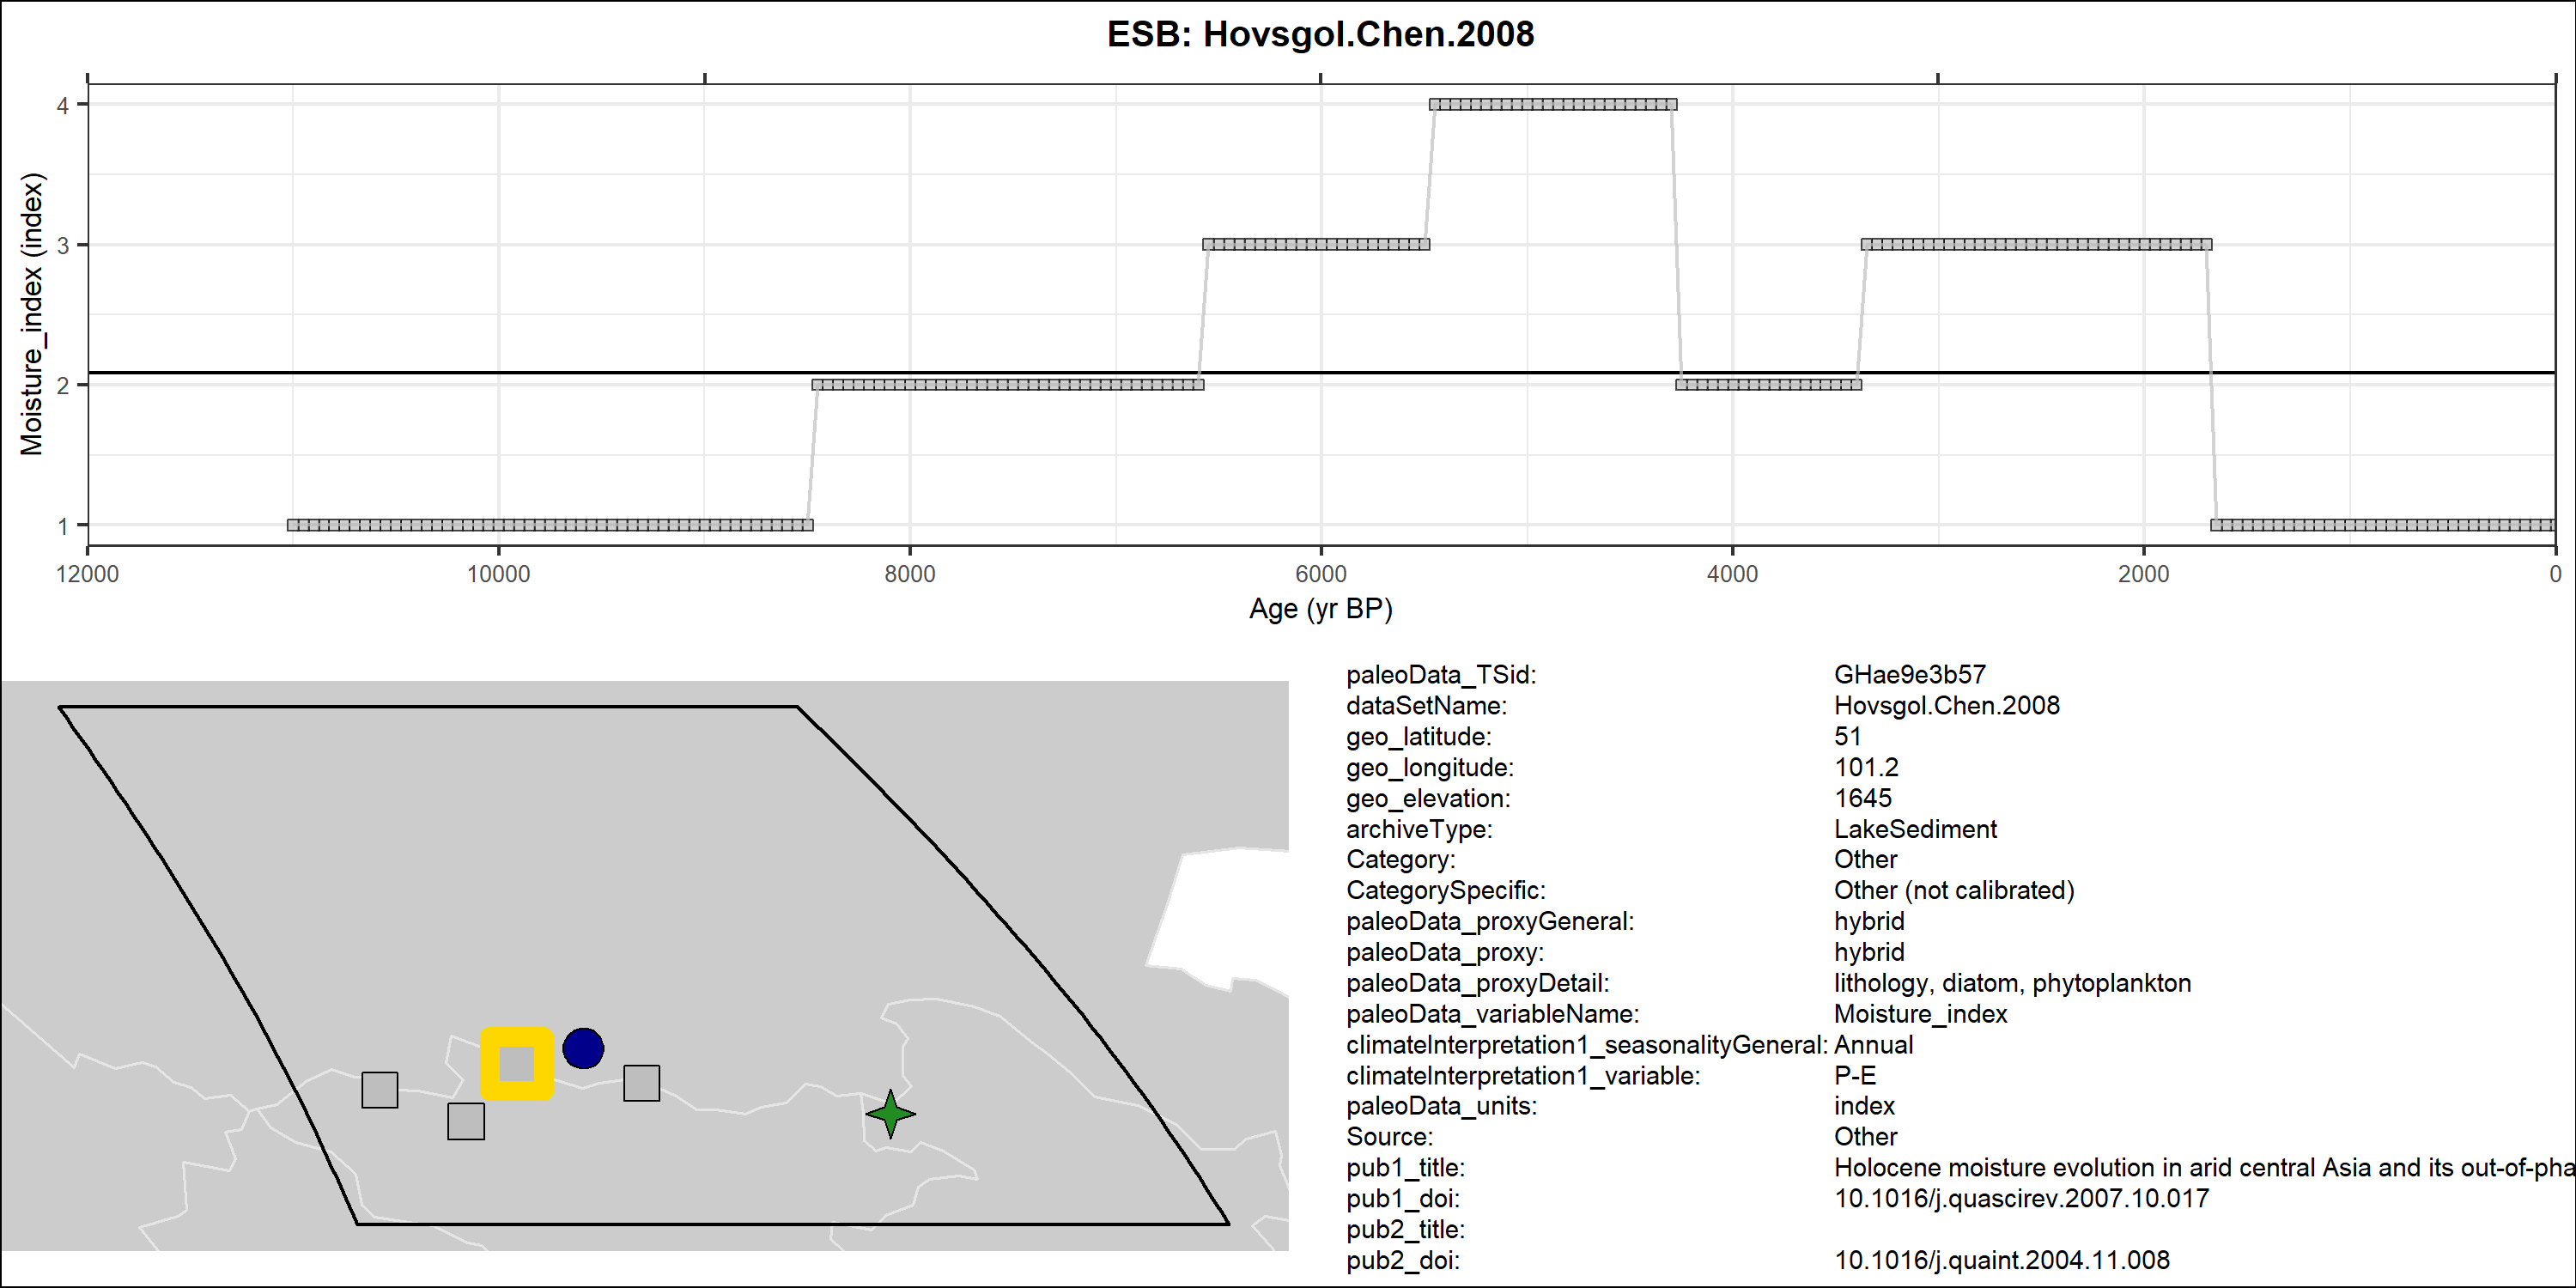 ESB: Hovsgol.Chen.2008
Moisture_index (index)
4
3
2
1
12000 10000 8000 6000 4000 2000 0
Age (yr BP)
paleoData_TSid: GHae9e3b57
dataSetName: Hovsgol.Chen.2008
geo_latitude: 51
geo_longitude: 101.2
geo_elevation: 1645
archiveType: LakeSediment
Category: Other
CategorySpecific: Other (not calibrated)
paleoData_proxyGeneral: hybrid
paleoData_proxy: hybrid
paleoData_proxyDetail: lithology, diatom, phytoplankton
paleoData_variableName: Moisture_index
climateInterpretation1_seasonalityGeneral: Annual
climateInterpretation1_variable: P-E
paleoData_units: index
Source: Other
pub1_title: Holocene moisture evolution in arid central Asia and its out-of-pha
pub1_doi: 10.1016/j.quascirev.2007.10.017
pub2_title:
pub2_doi: 10.1016/j.quaint.2004.11.008